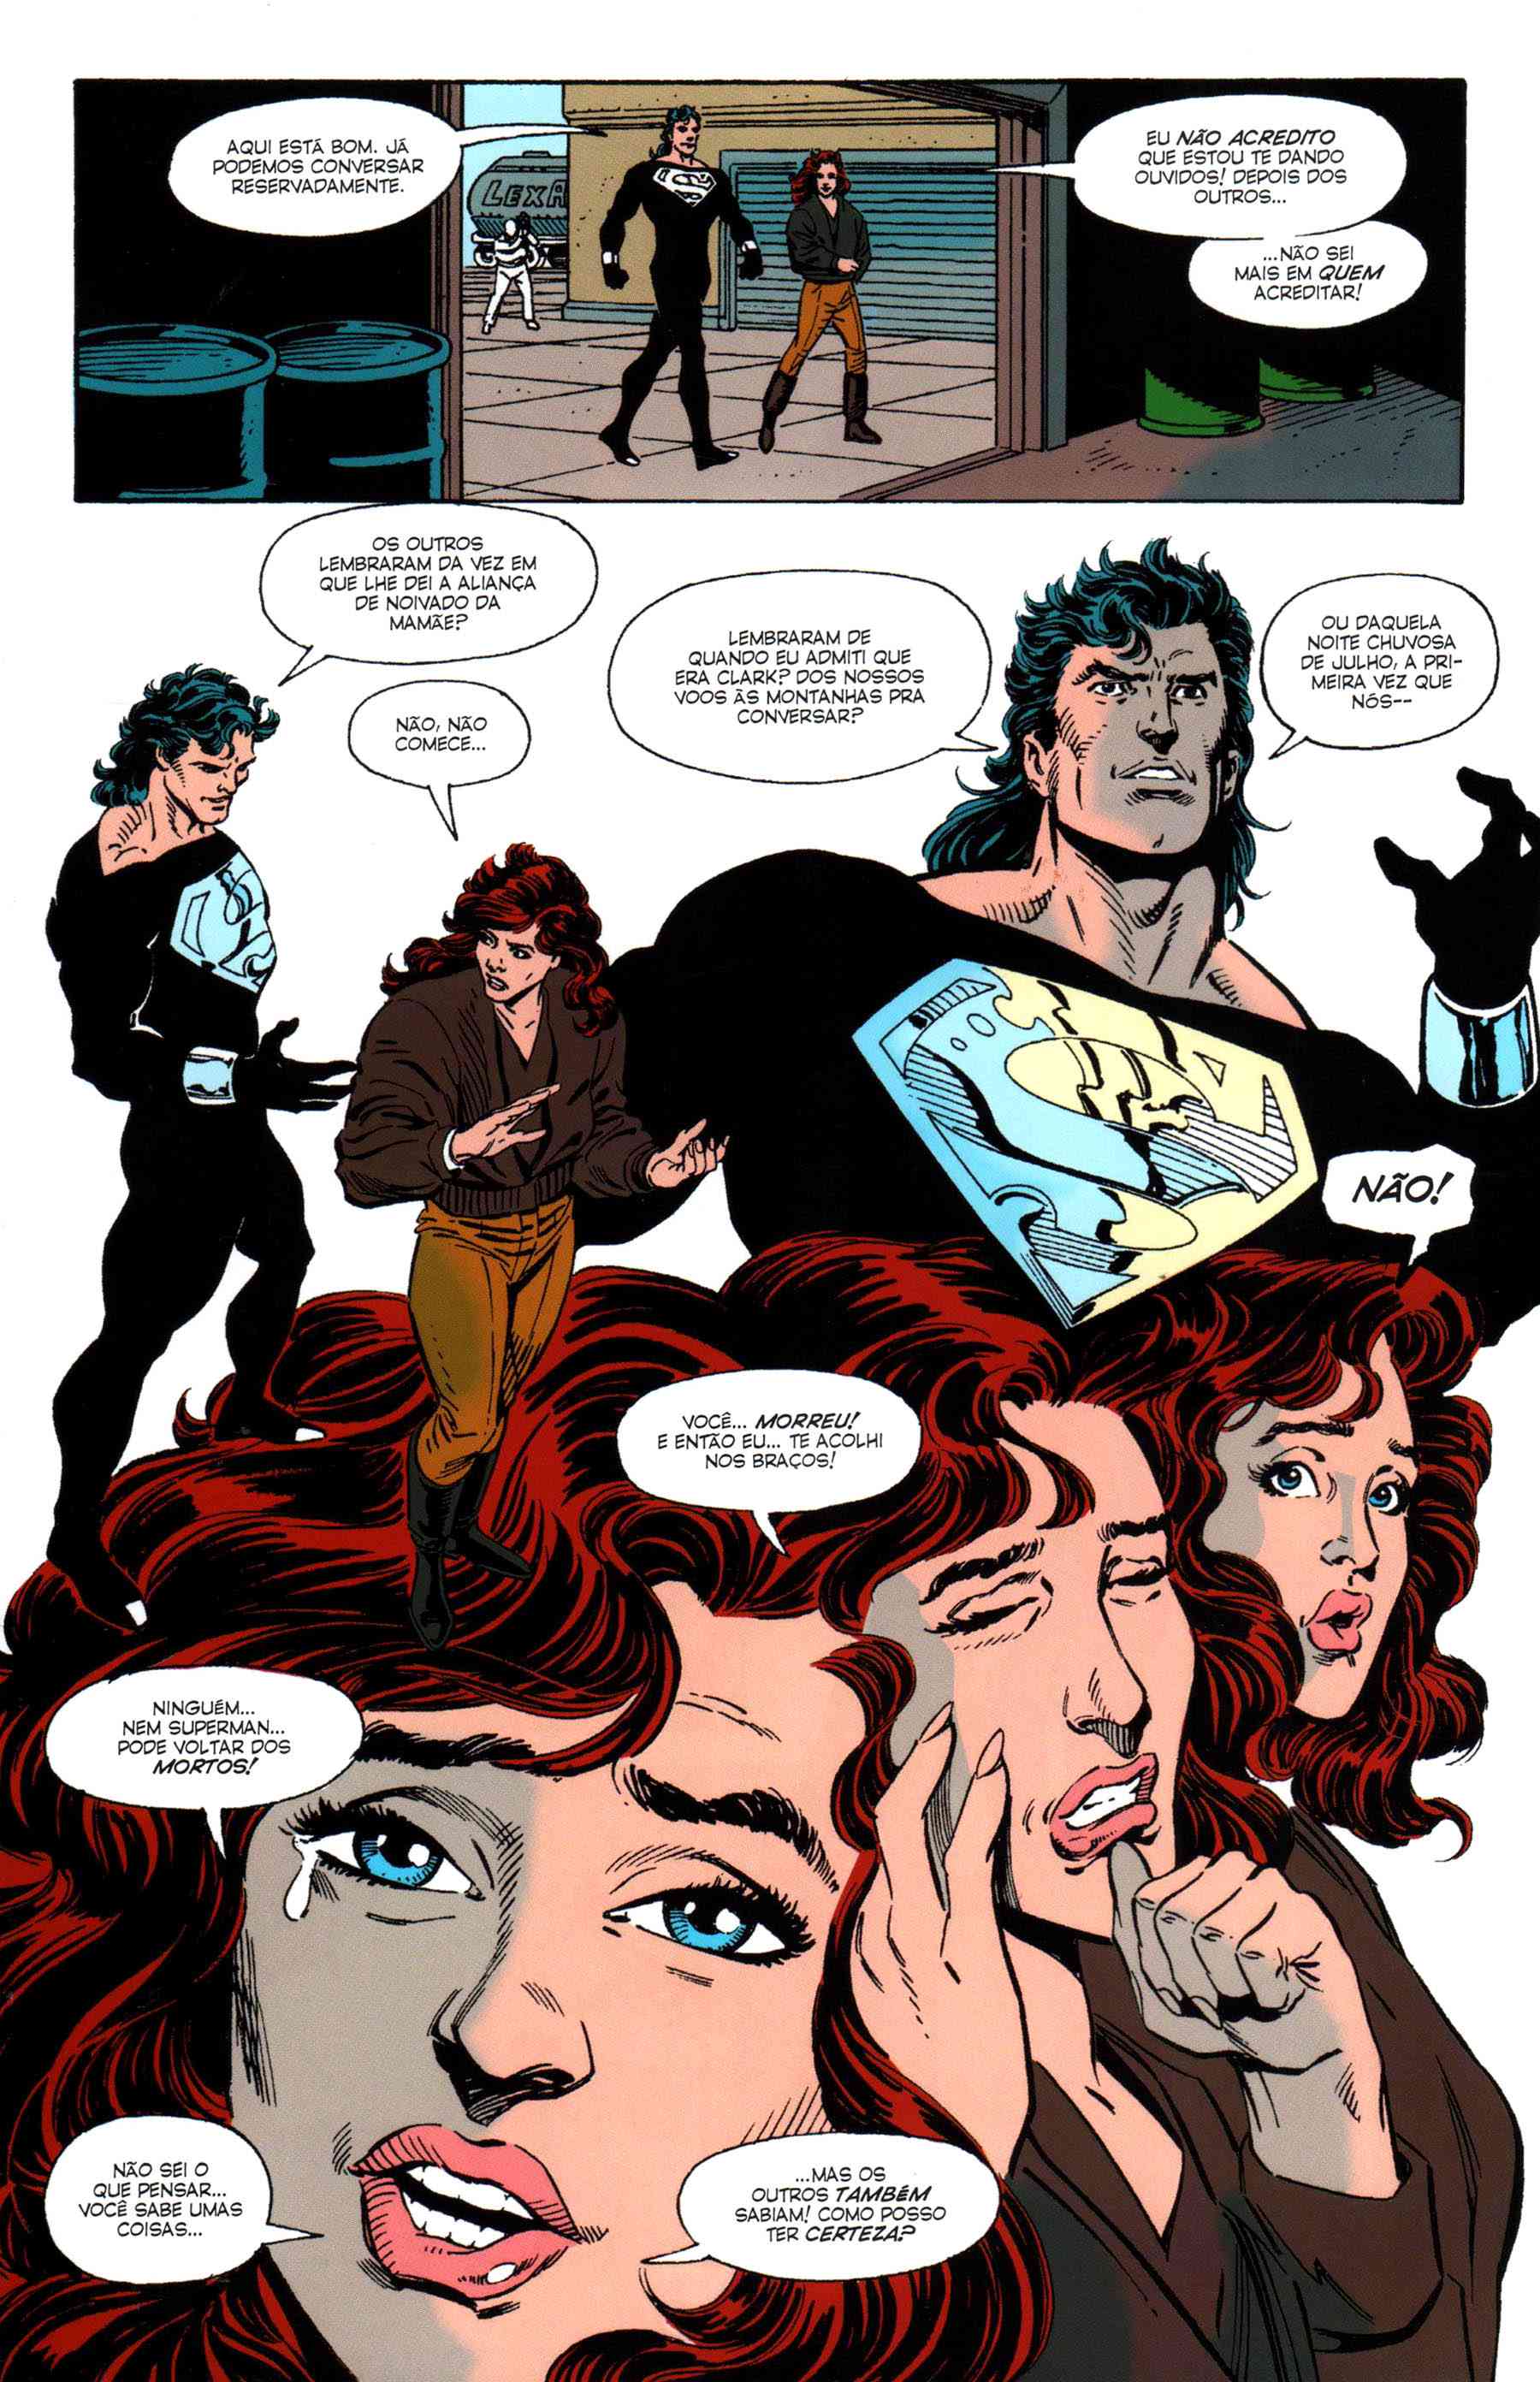 AQUI ESTÁ BOM. JÁ
PODEMOS CONVERSAR
RESERVADAMENTE.
LEXA
EU NÃO ACREDITO
QUE ESTOU TE DANDO
OUVIDOS! DEPOIS DOS
OUTROS...
...NÃO SEI
MAIS EM QUEM
ACREDITAR!
OS OUTROS
LEMBRARAM DA VEZ EM
QUE LHE DEI A ALIANÇA
DE NOIVADO DA
MAMÃE?
NÃO, NÃO
COMECE...
LEMBRARAM DE
QUANDO EU ADMITI QUE
ERA CLARK? DOS NOSSOS
VOOS ÀS MONTANHAS PRA
CONVERSAR?
OU DAQUELA
NOITE CHUVOSA
DE JULHO, A PRI-
MEIRA VEZ QUE
NÓS--
NÃO!
VOCÊ... MORREU!
E ENTÃO EU... TE ACOLHI
NOS BRAÇOS!
NINGUÉM...
NEM SUPERMAN...
PODE VOLTAR DOS
MORTOS!
NÃO SEI O
QUE PENSAR...
VOCÊ SABE UMAS
COISAS...
...MAS OS
OUTROS TAMBÉM
SABIAM! COMO POSSO
TER CERTEZA?